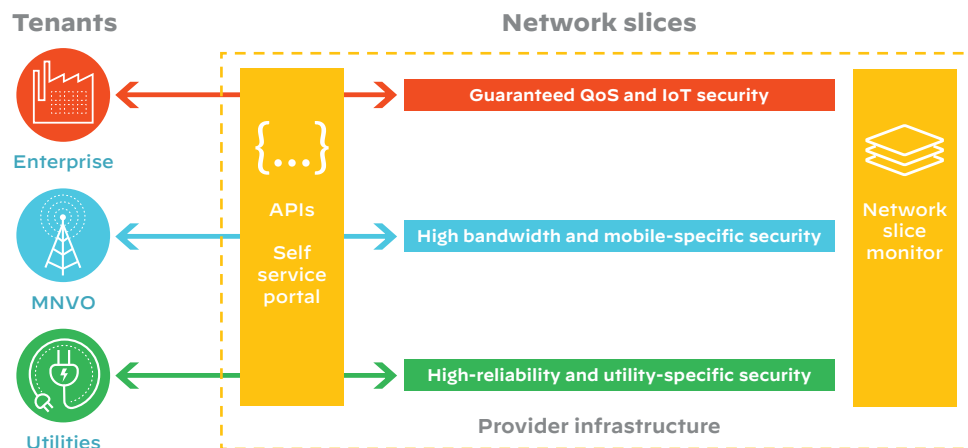 Tenants
Network slices
Guaranteed QoS and IoT security
Enterprise
{...}
APIs
Self
service
portal
High bandwidth and mobile-specific security
Network
slice
monitor
MNVO
High-reliability and utility-specific security
Provider infrastructure
Utilities